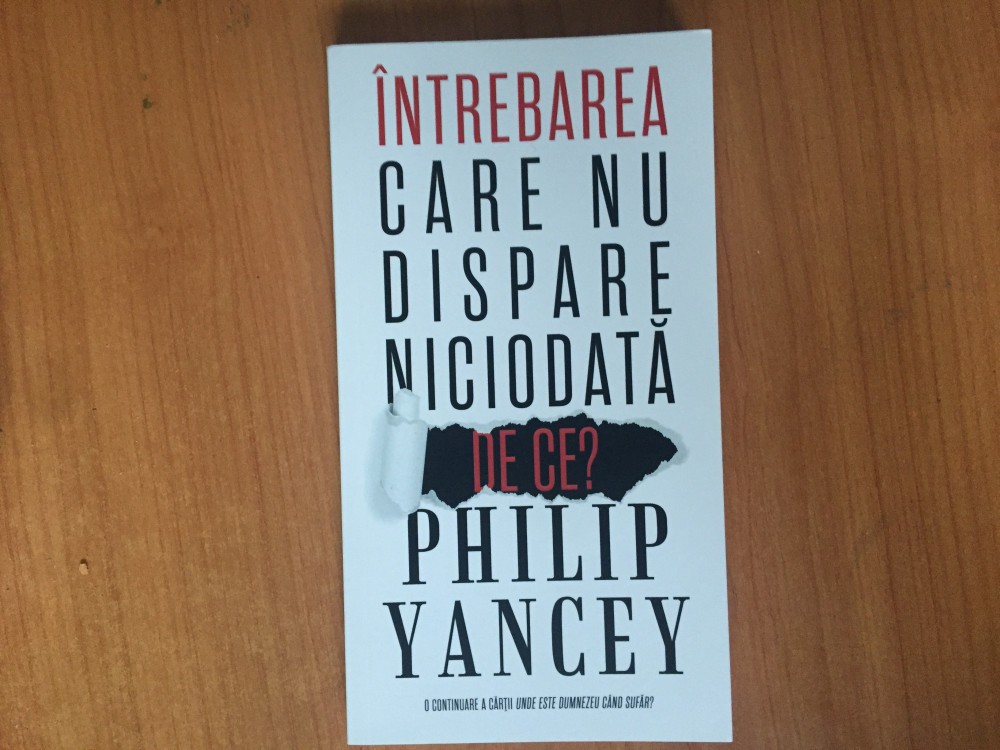 ÎNTREBAREA
CARE NU
DISPARE
NICIODATĂ
DE CE?
PHILIP
YANCEY
O CONTINUARE A CĂRȚII UNDE ESTE DUMNEZEU CÂND SUFĂR?